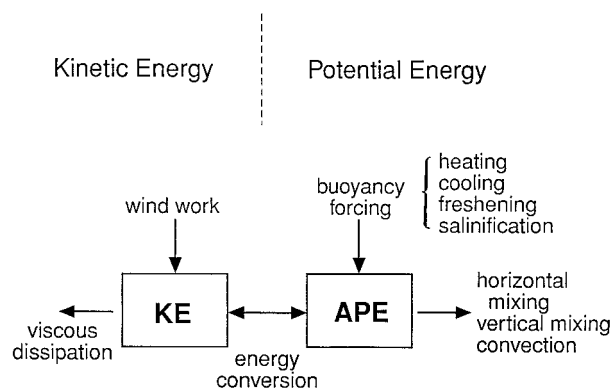 Kinetic Energy
Potential Energy
wind work
buoyancy
forcing
heating
cooling
freshening
salinification
KE
APE
viscous
dissipation
energy
conversion
horizontal
mixing
vertical mixing
convection